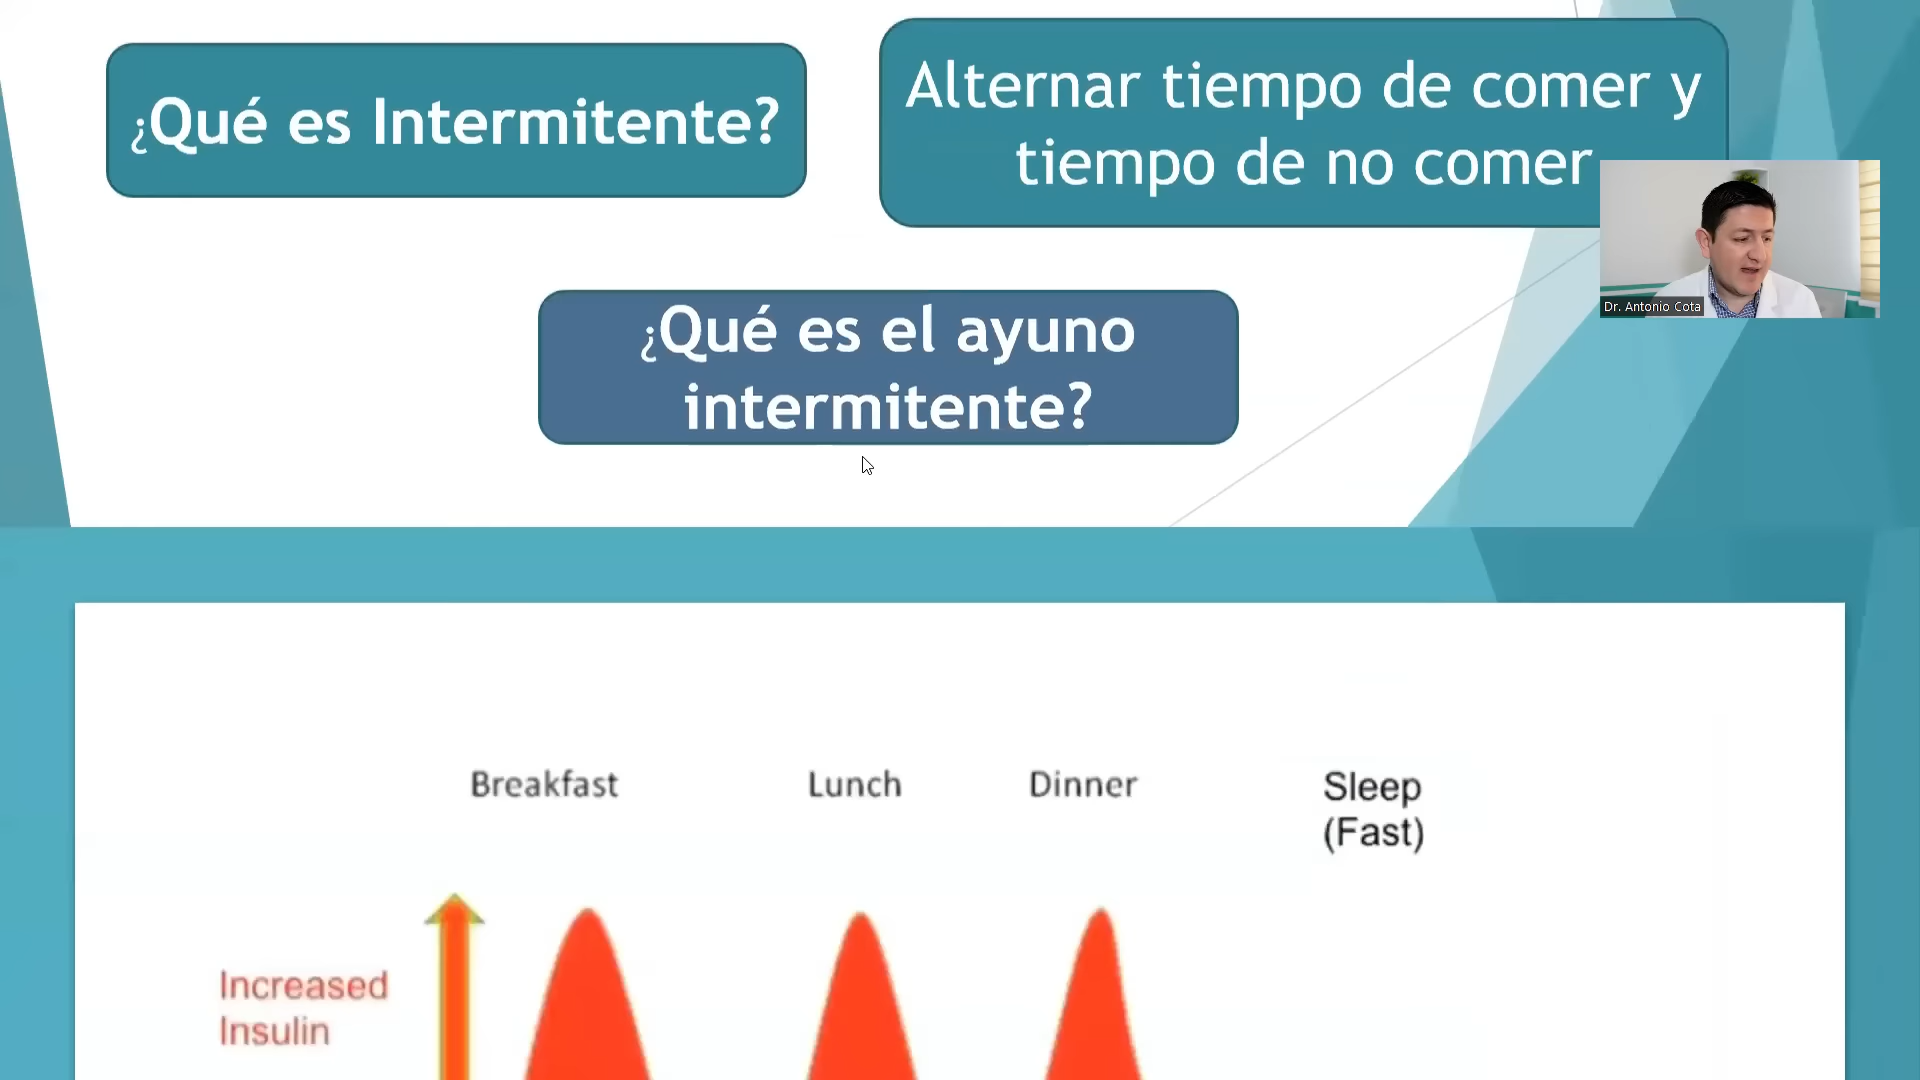 ¿Qué es Intermitente?
Alternar tiempo de comer y
tiempo de no comer
Dr. Antonio Cota
¿Qué es el ayuno
intermitente?
Breakfast
Lunch
Dinner
Sleep
(Fast)
Increased
Insulin